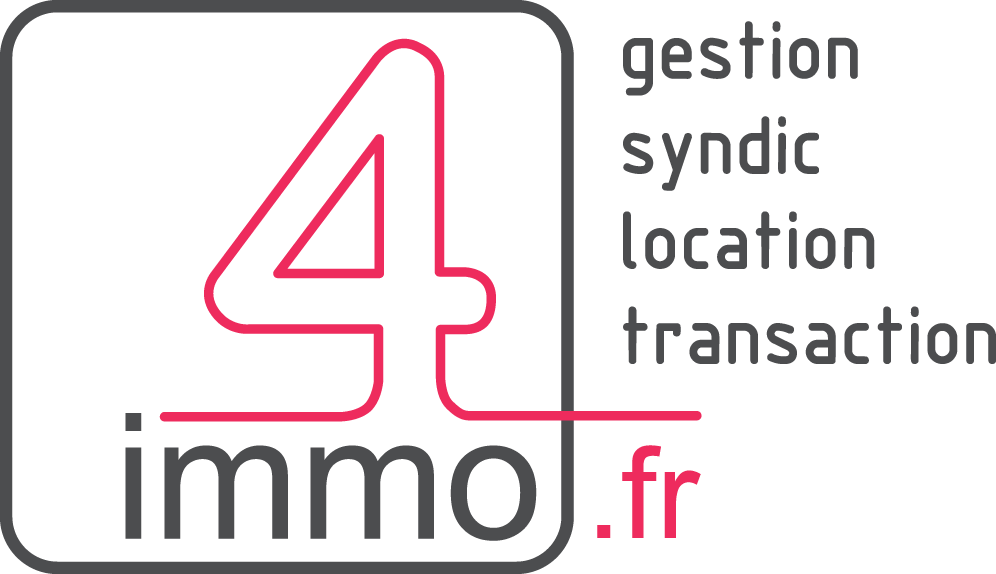 4
immo.fr
gestion
syndic
location
transaction